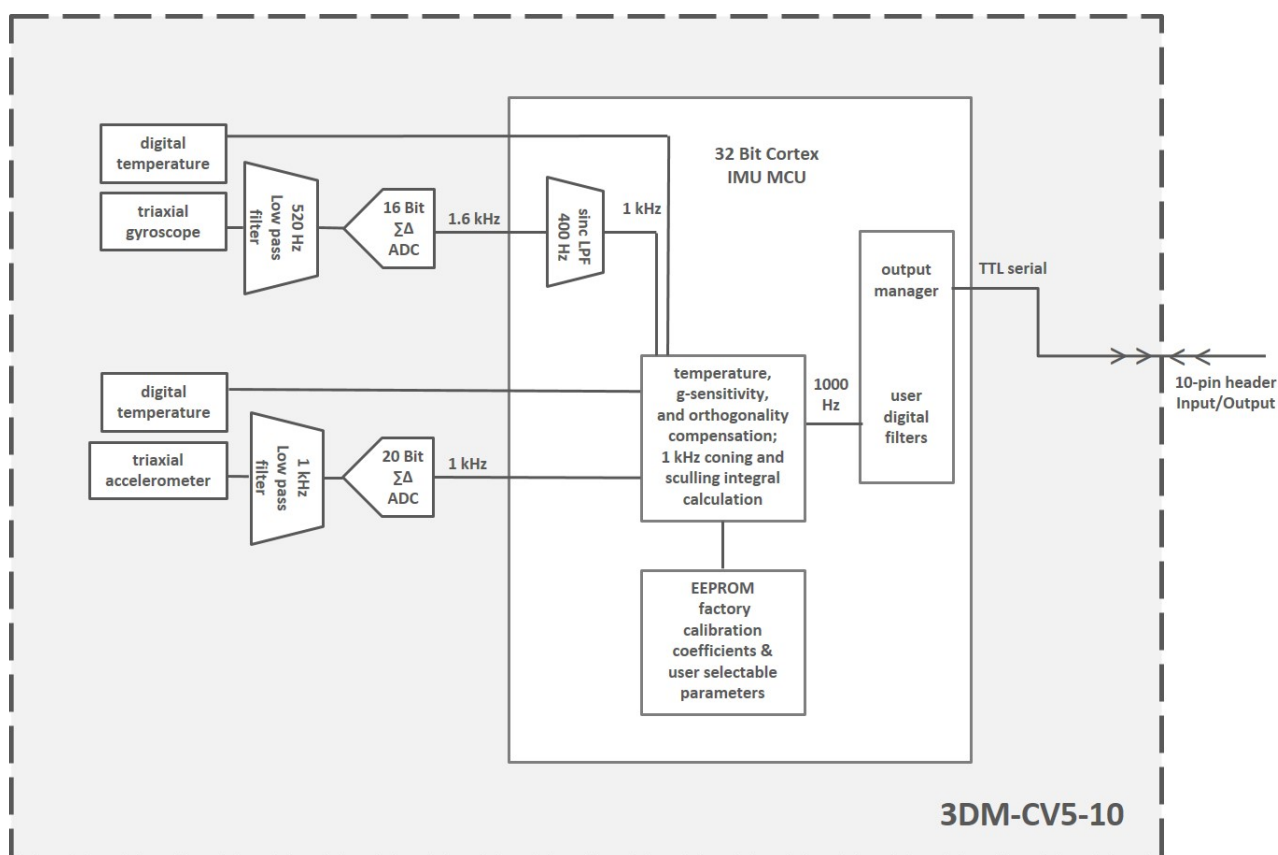 digital
temperature
triaxial
gyroscope
520 Hz
Low pass
filter
16 Bit
∑Δ
ADC
1.6 kHz
sinc LPF
400 Hz
1 kHz
32 Bit Cortex
IMU MCU
output
manager
user
digital
filters
TTL serial
10-pin header
Input/Output
digital
temperature
triaxial
accelerometer
1 kHz
Low pass
filter
20 Bit
∑Δ
ADC
1 kHz
temperature,
g-sensitivity,
and orthogonality
compensation;
1 kHz coning and
sculling integral
calculation
1000
Hz
EEPROM
factory
calibration
coefficients &
user selectable
parameters
3DM-CV5-10